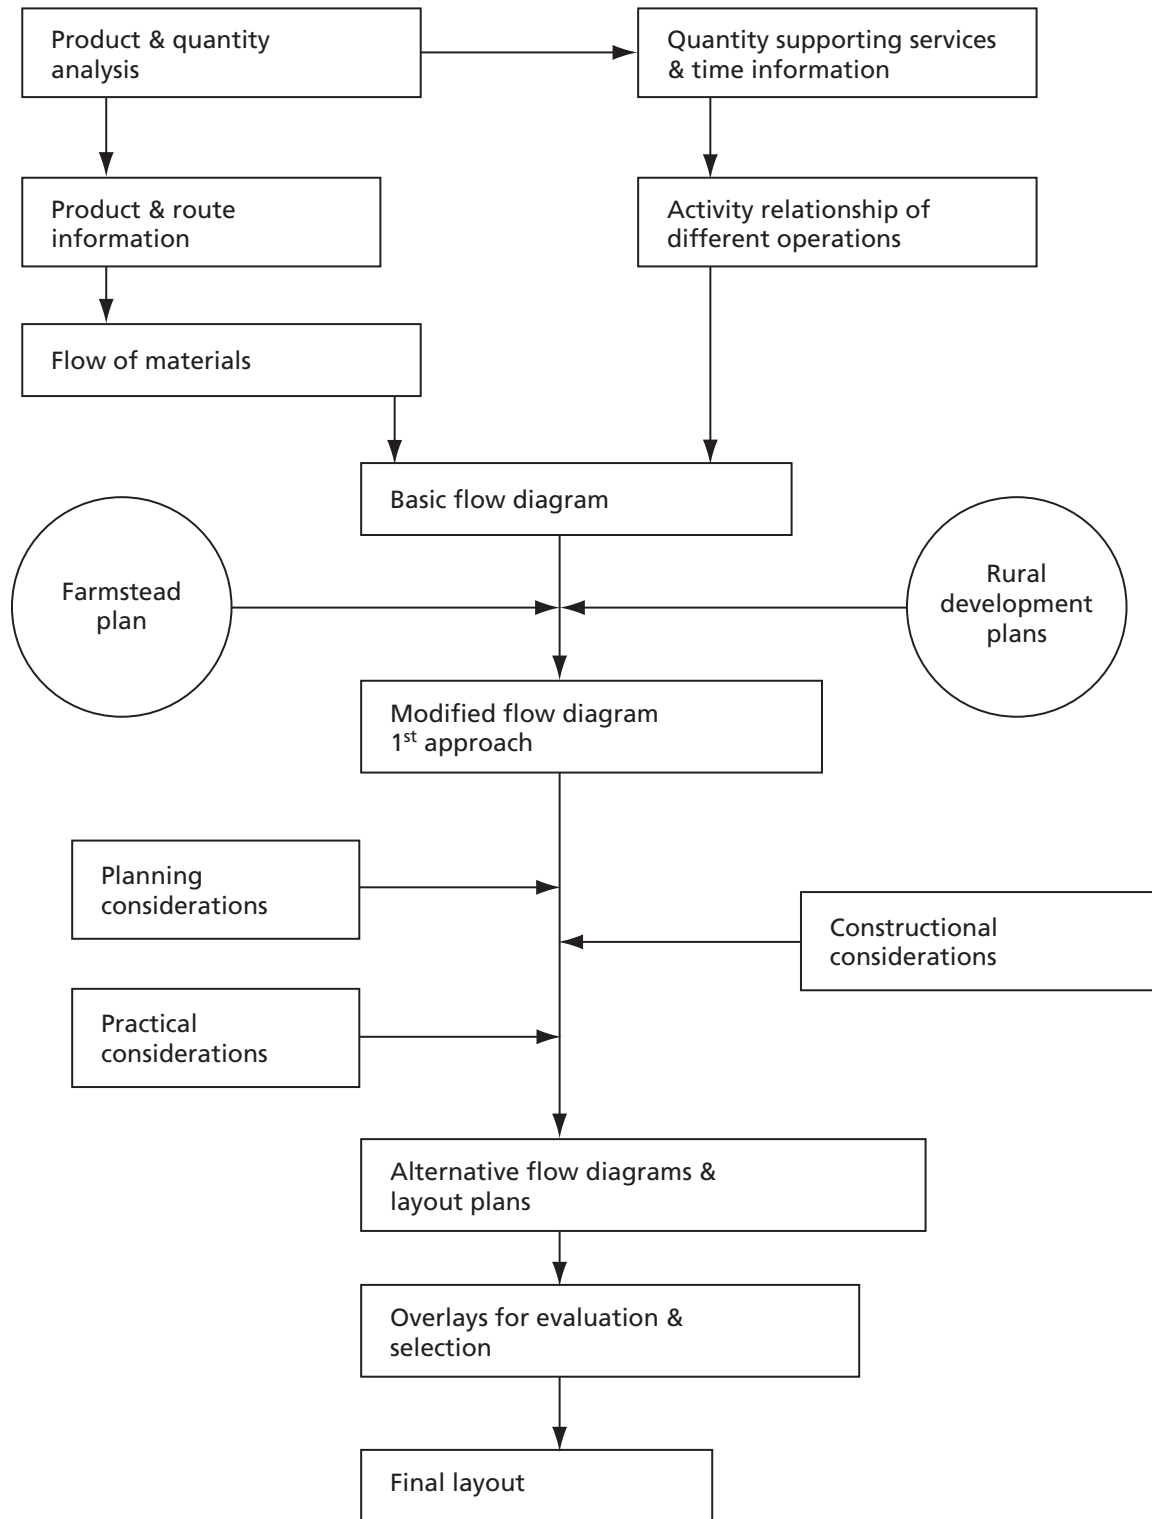 Product & quantity
analysis
Quantity supporting services
& time information
Product & route
information
Activity relationship of
different operations
Flow of materials
Basic flow diagram
Farmstead
plan
Rural
development
plans
Modified flow diagram
1st approach
Planning
considerations
Constructional
considerations
Practical
considerations
Alternative flow diagrams &
layout plans
Overlays for evaluation &
selection
Final layout